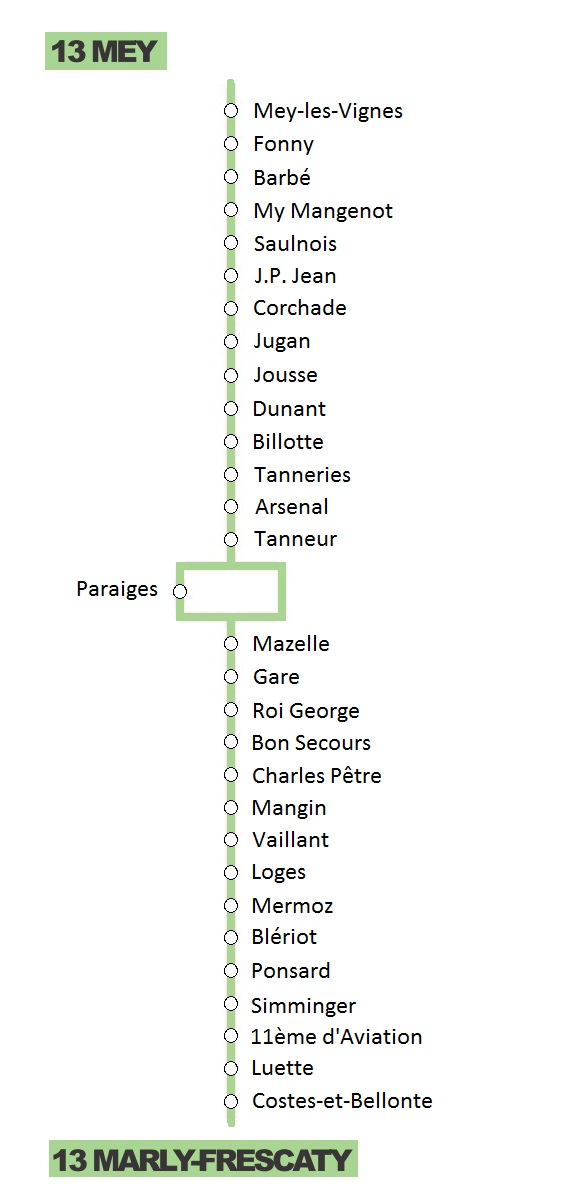 13 MEY
Mey-les-Vignes
Fonny
Barbé
My Mangenot
Saulnois
J.P. Jean
Corchade
Jugan
Jousse
Dunant
Billotte
Tanneries
Arsenal
Tanneur
Paraiges
Mazelle
Gare
Roi George
Bon Secours
Charles Pêtre
Mangin
Vaillant
Loges
Mermoz
Blériot
Ponsard
Simminger
11ème d'Aviation
Luette
Costes-et-Bellonte
13 MARLY-FRESCATY